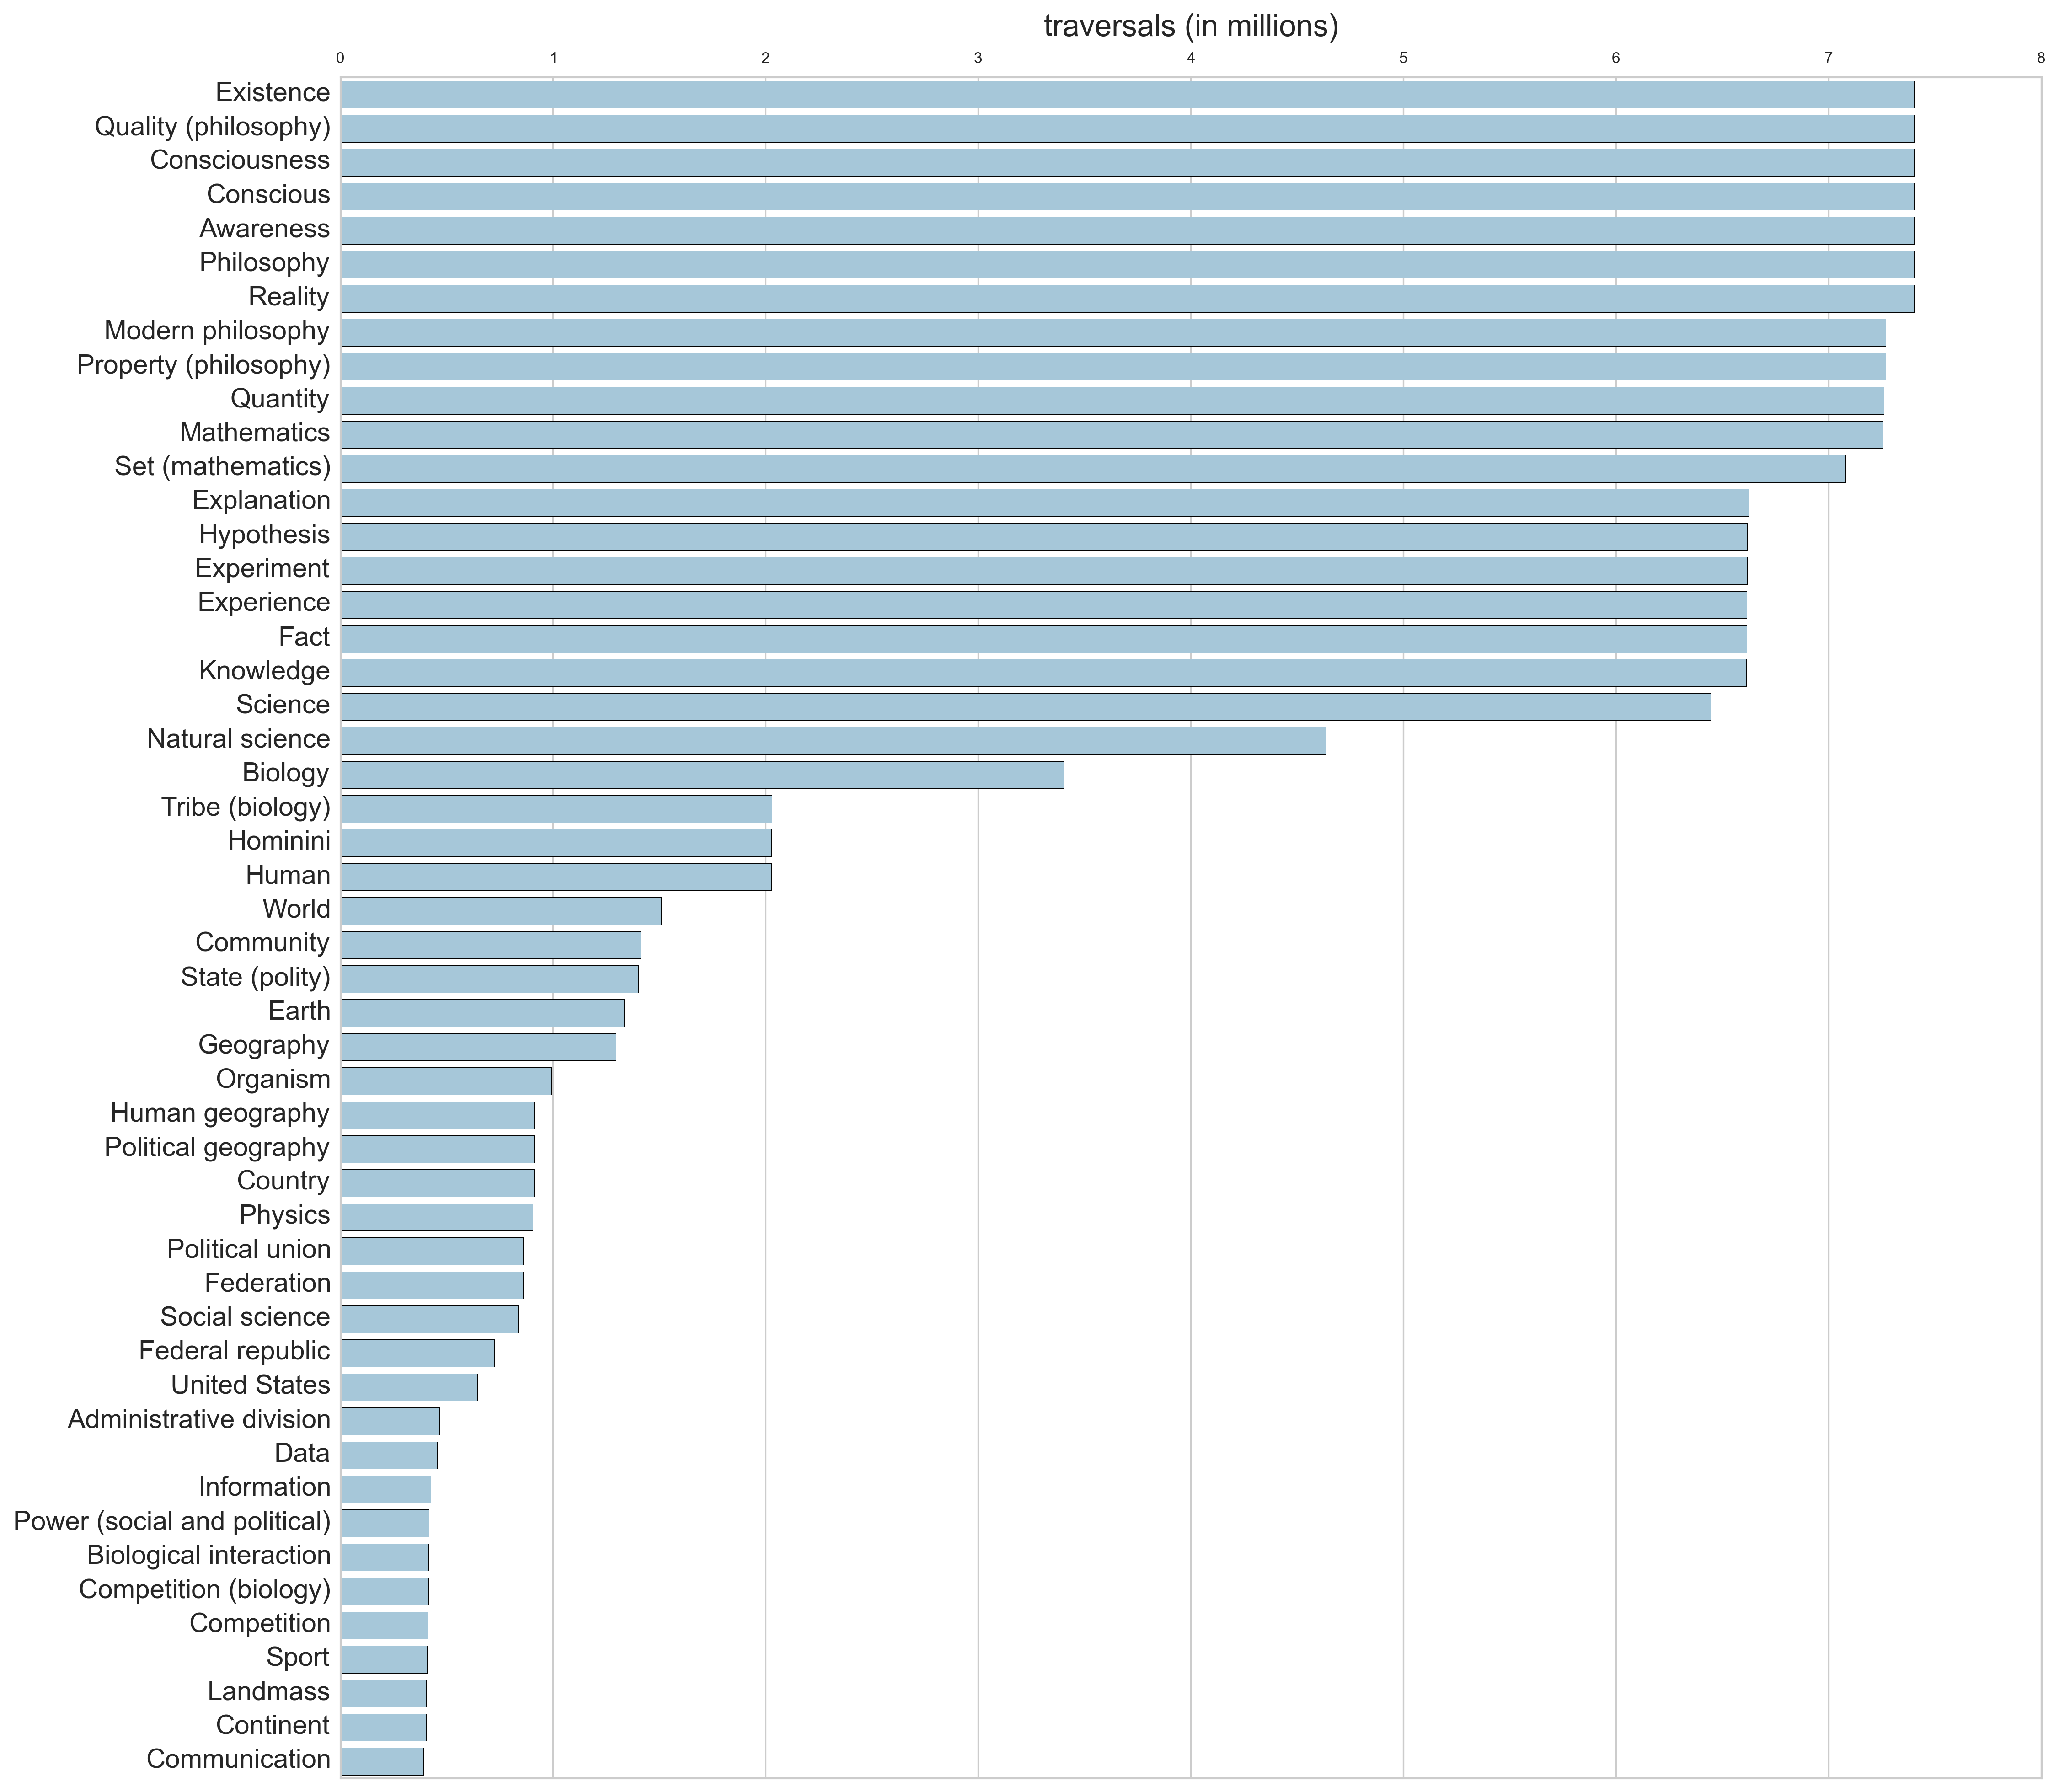 traversals (in millions)
0 1 2 3 4 5 6 7 8
Existence
Quality (philosophy)
Consciousness
Conscious
Awareness
Philosophy
Reality
Modern philosophy
Property (philosophy)
Quantity
Mathematics
Set (mathematics)
Explanation
Hypothesis
Experiment
Experience
Fact
Knowledge
Science
Natural science
Biology
Tribe (biology)
Hominini
Human
World
Community
State (polity)
Earth
Geography
Organism
Human geography
Political geography
Country
Physics
Political union
Federation
Social science
Federal republic
United States
Administrative division
Data
Information
Power (social and political)
Biological interaction
Competition (biology)
Competition
Sport
Landmass
Continent
Communication